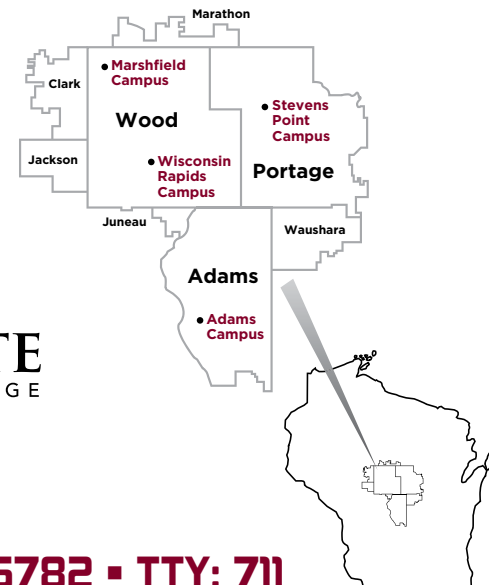 Marathon
Marshfield
Campus
Clark
Wood
Stevens
Point
Campus
Jackson
Wisconsin
Rapids
Campus
Portage
Juneau
Waushara
Adams
Adams
Campus
TE
GE
5782 ▪ TTY: 711